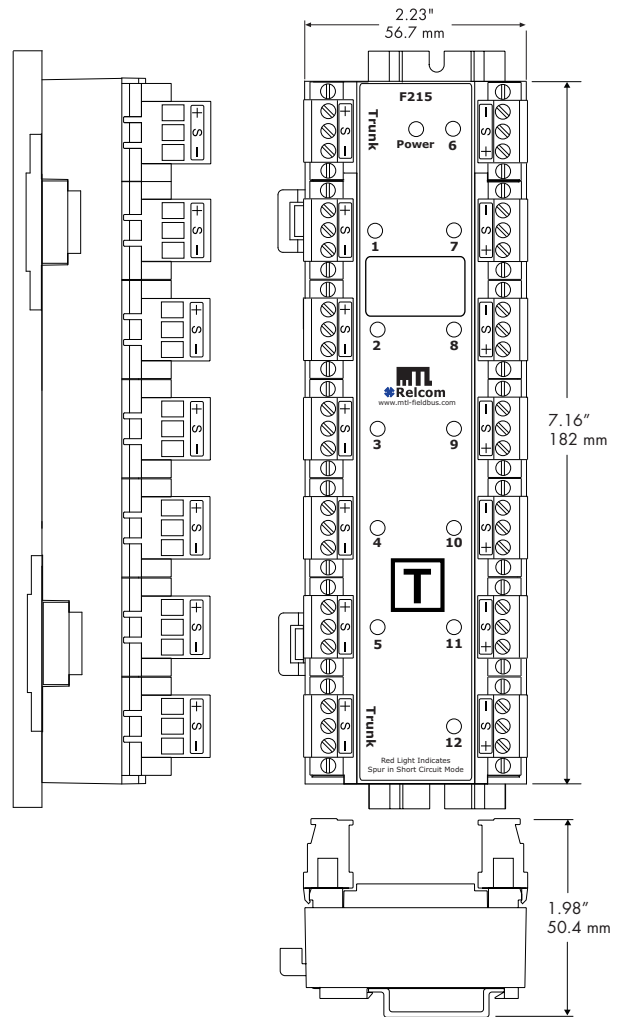 2.23"
56.7 mm
F215
Trunk
Power
6
1
7
2
8
MTL
Relcom
www.mtl-fieldbus.com
3
9
4
10
T
5
11
Trunk
12
Red Light Indicates
Spur in Short Circuit Mode
+ S −
+ S −
+ S −
+ S −
+ S −
+ S −
+ S −
+ S −
+ S −
+ S −
+ S −
+ S −
+ S −
+ S −
− S +
− S +
− S +
− S +
− S +
− S +
− S +
7.16"
182 mm
1.98"
50.4 mm